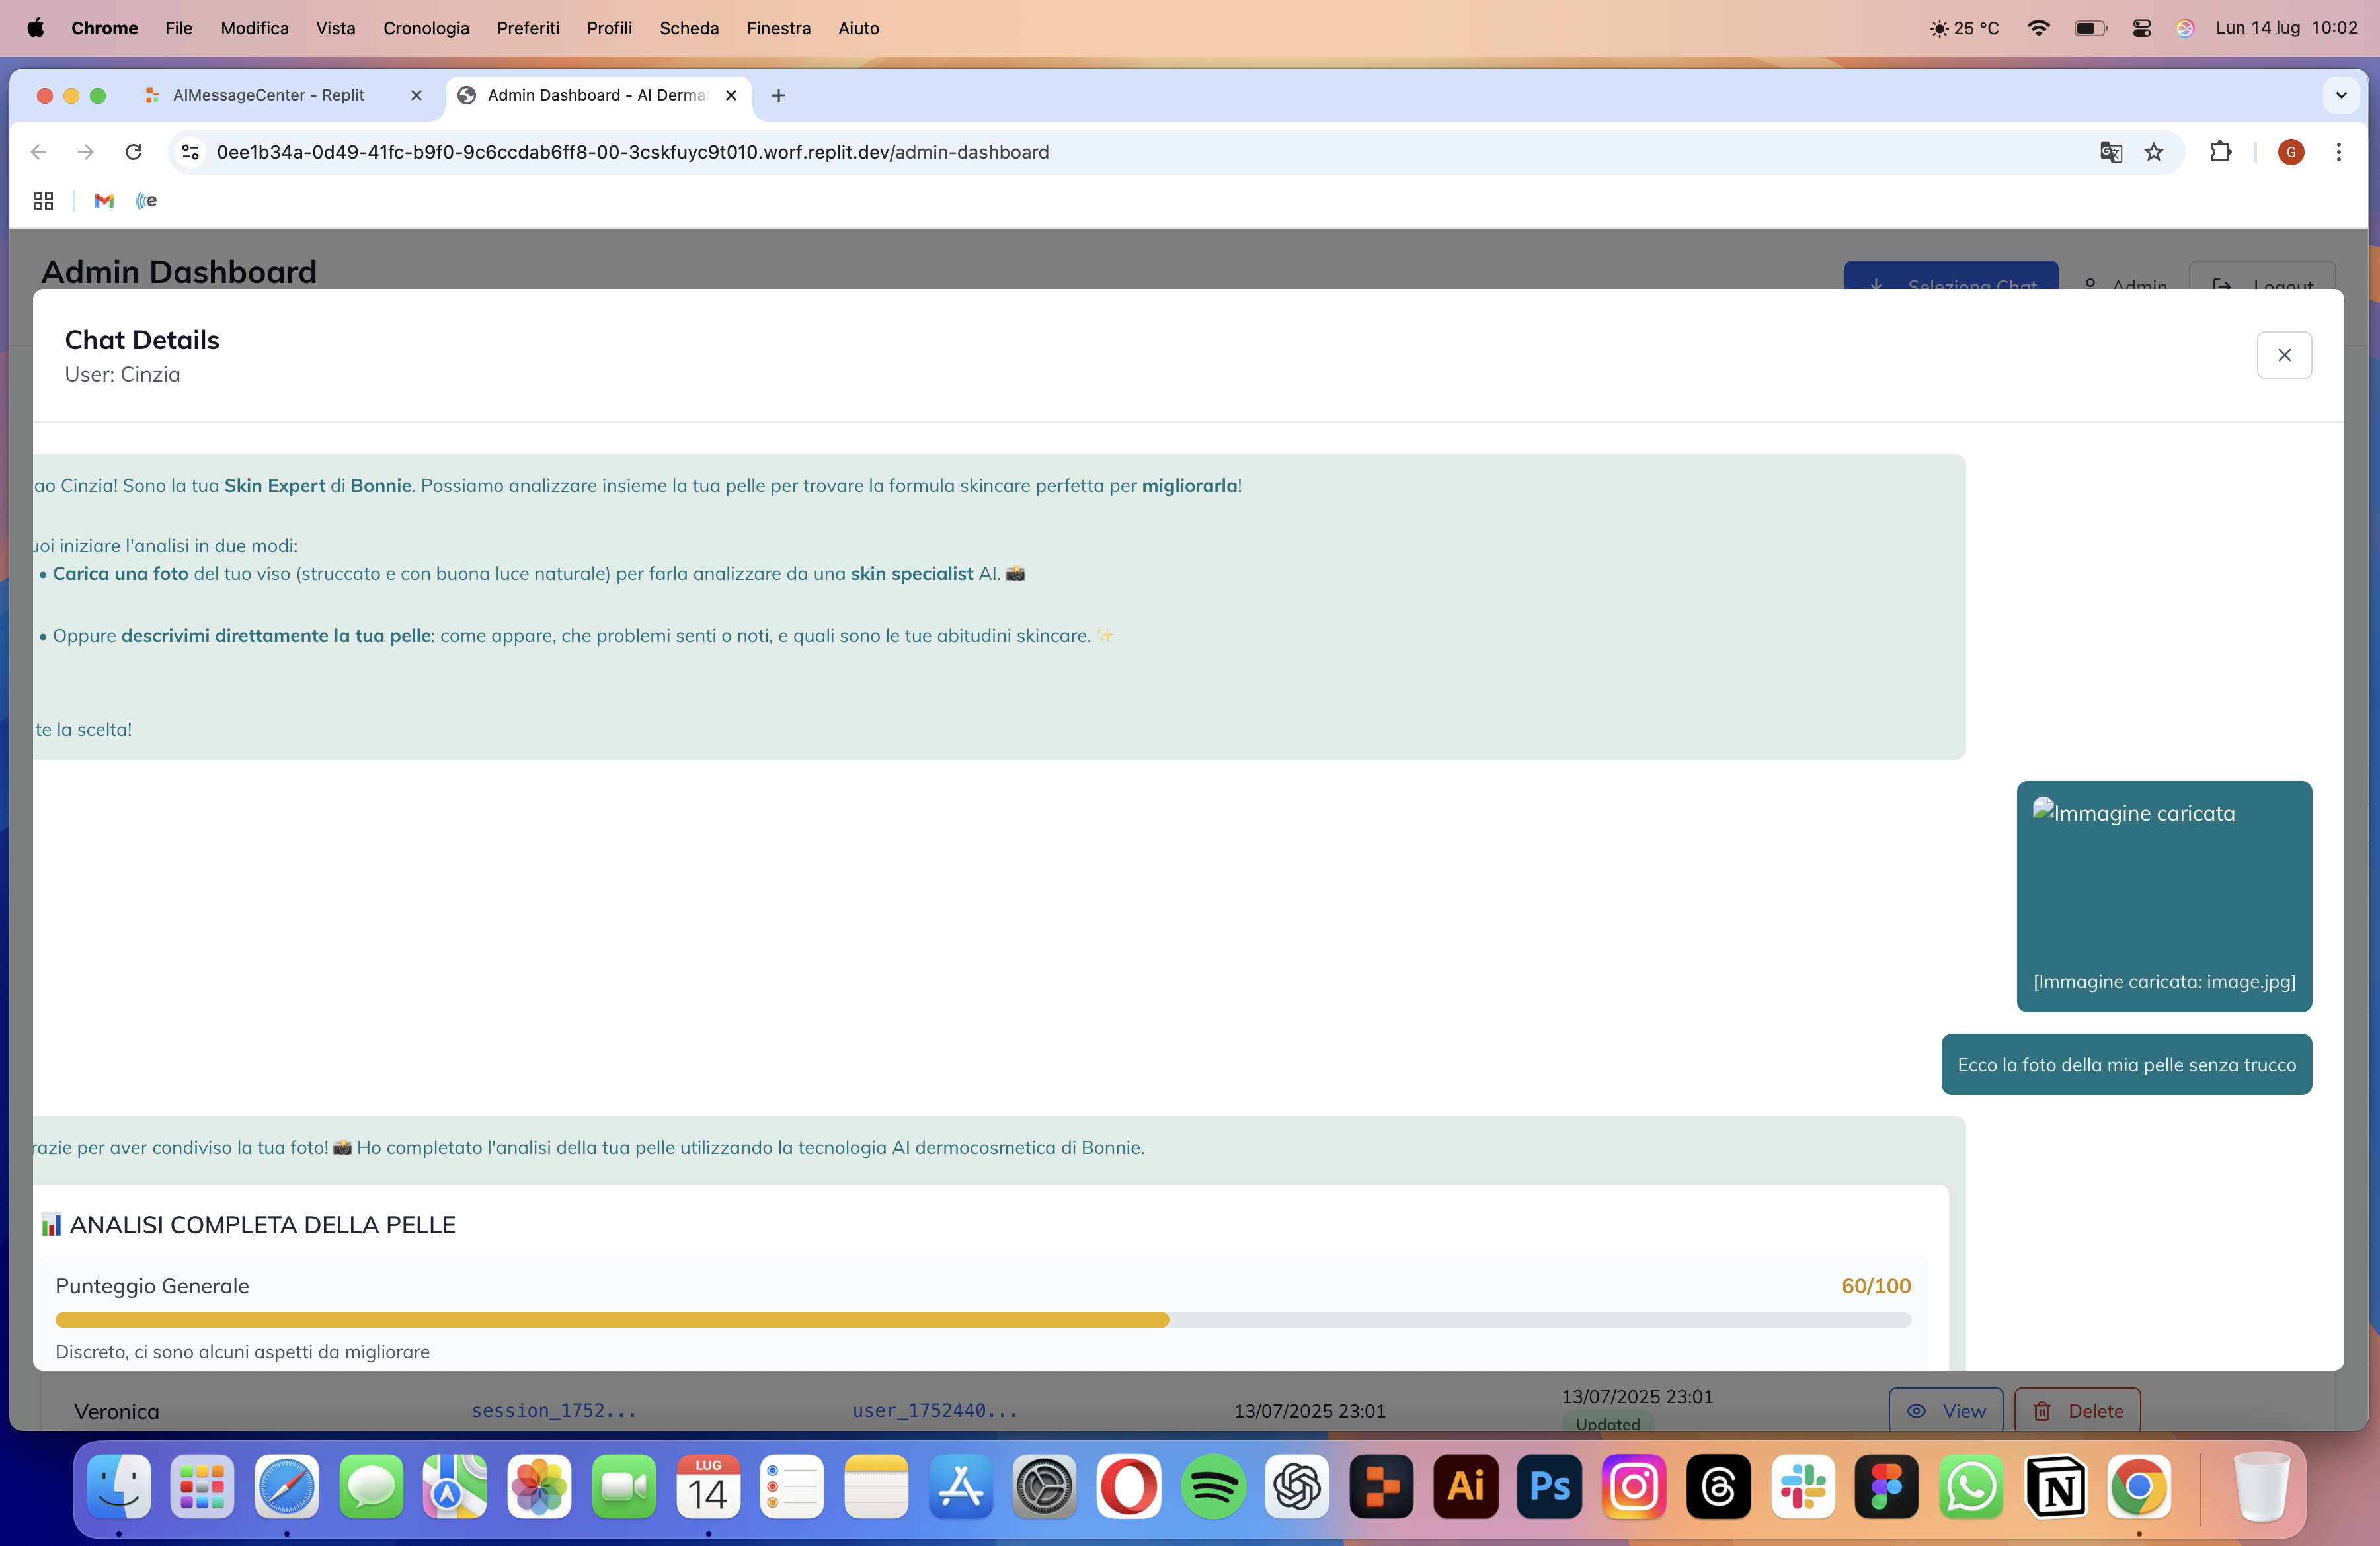 Chrome File Modifica Vista Cronologia Preferiti Profili Scheda Finestra Aiuto 25 °C Lun 14 lug 10:02
AIMessageCenter - Replit Admin Dashboard - AI Derma
0ee1b34a-0d49-41fc-b9f0-9c6ccdab6ff8-00-3cskfuyc9t010.worf.replit.dev/admin-dashboard G
Admin Dashboard Seleziona Chat Admin Logout
Chat Details
User: Cinzia
ao Cinzia! Sono la tua Skin Expert di Bonnie. Possiamo analizzare insieme la tua pelle per trovare la formula skincare perfetta per migliorarla!
uoi iniziare l'analisi in due modi:
• Carica una foto del tuo viso (struccato e con buona luce naturale) per farla analizzare da una skin specialist AI. 📸
• Oppure descrivimi direttamente la tua pelle: come appare, che problemi senti o noti, e quali sono le tue abitudini skincare. ✨
te la scelta!
Immagine caricata
[Immagine caricata: image.jpg]
Ecco la foto della mia pelle senza trucco
razie per aver condiviso la tua foto! 📸 Ho completato l'analisi della tua pelle utilizzando la tecnologia AI dermocosmetica di Bonnie.
📊 ANALISI COMPLETA DELLA PELLE
Punteggio Generale 60/100
Discreto, ci sono alcuni aspetti da migliorare
Veronica session_1752... user_1752440... 13/07/2025 23:01 13/07/2025 23:01 View Delete
Updated
LUG
14
Ai Ps